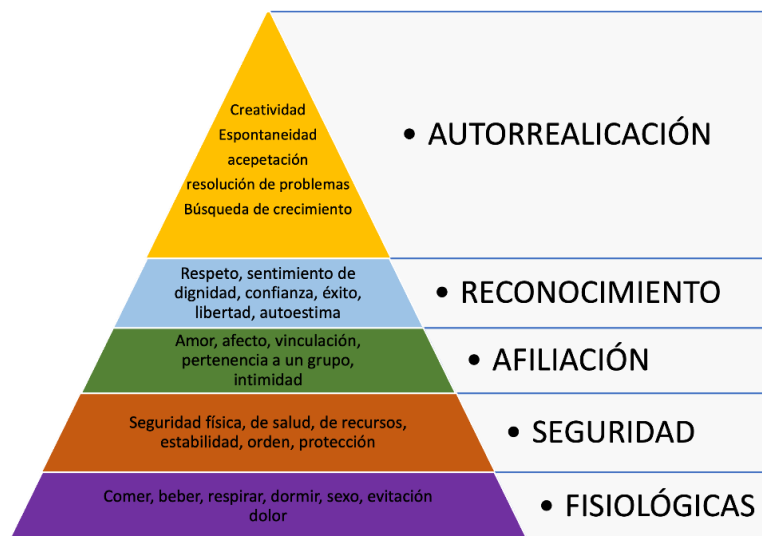 Creatividad
Espontaneidad
acepetación
resolución de problemas
Búsqueda de crecimiento
• AUTORREALICACIÓN
Respeto, sentimiento de
dignidad, confianza, éxito,
libertad, autoestima
• RECONOCIMIENTO
Amor, afecto, vinculación,
pertenencia a un grupo,
intimidad
• AFILIACIÓN
Seguridad física, de salud, de recursos,
estabilidad, orden, protección
• SEGURIDAD
Comer, beber, respirar, dormir, sexo, evitación
dolor
• FISIOLÓGICAS